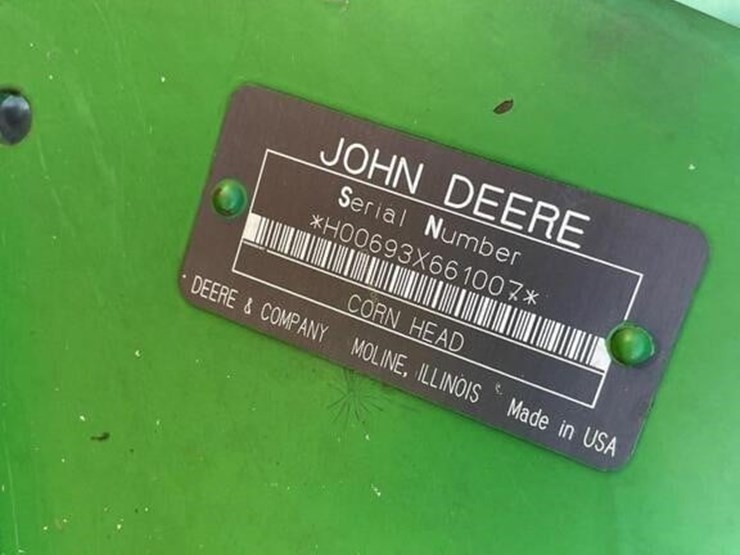 JOHN DEERE
Serial Number
*H00693X661007*
CORN HEAD
DEERE & COMPANY MOLINE, ILLINOIS Made in USA